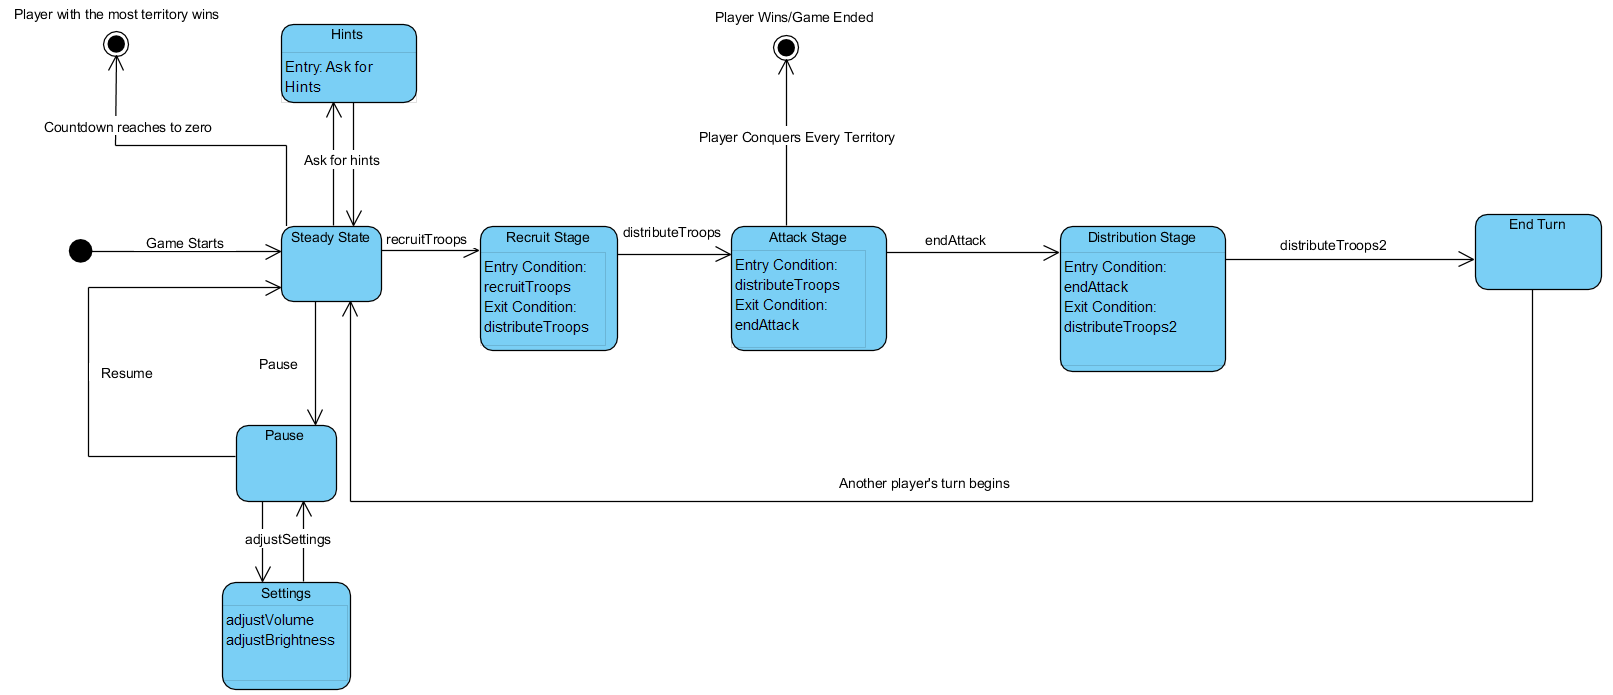 Player with the most territory wins
Player Wins/Game Ended
Hints
Entry: Ask for
Hints
Countdown reaches to zero
Player Conquers Every Territory
Ask for hints
Game Starts
Steady State
recruitTroops
Recruit Stage
Entry Condition:
recruitTroops
Exit Condition:
distributeTroops
distributeTroops
Attack Stage
Entry Condition:
distributeTroops
Exit Condition:
endAttack
endAttack
Distribution Stage
Entry Condition:
endAttack
Exit Condition:
distributeTroops2
distributeTroops2
End Turn
Pause
Resume
Pause
Another player's turn begins
adjustSettings
Settings
adjustVolume
adjustBrightness